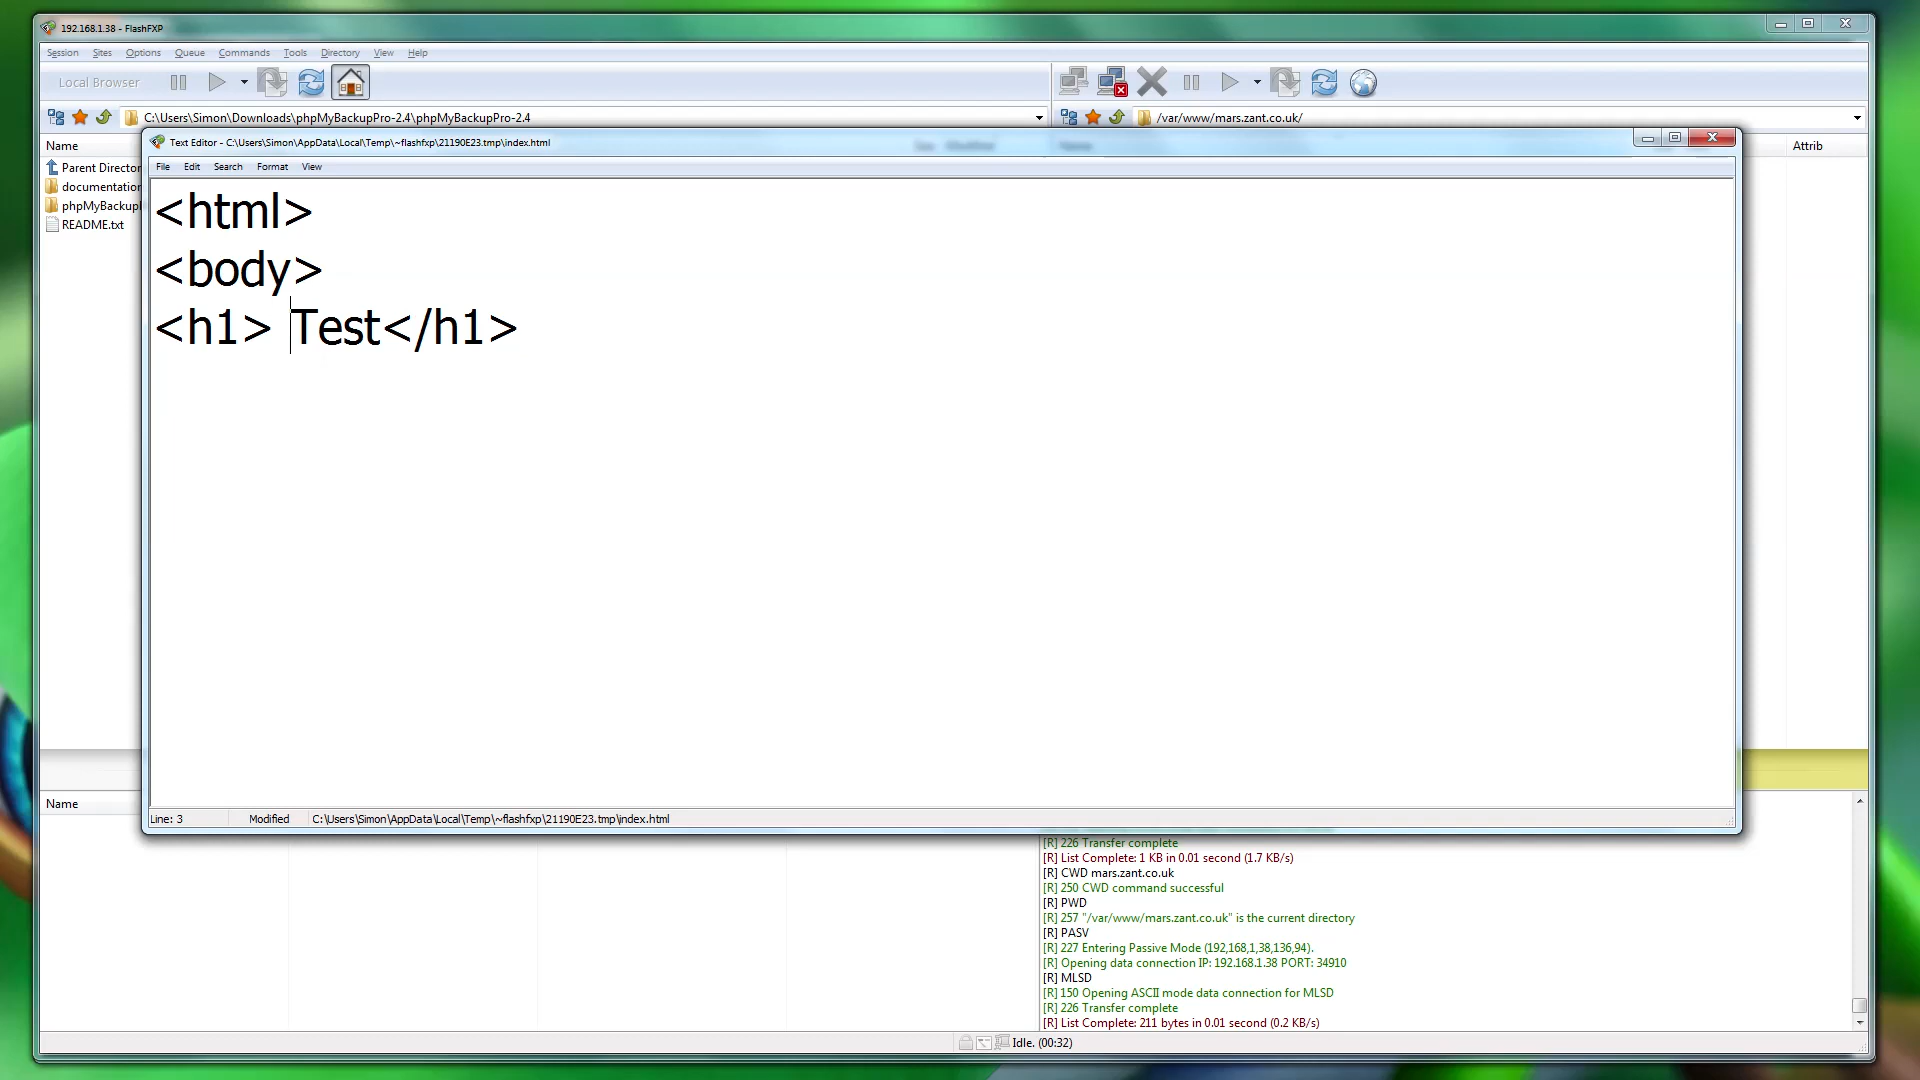 192.168.1.38 - FlashFXP
Session Sites Options Queue Commands Tools Directory View Help
Local Browser
C:\Users\Simon\Downloads\phpMyBackupPro-2.4\phpMyBackupPro-2.4
/var/www/mars.zant.co.uk/
Name
Attrib
Parent Director
documentation
phpMyBackupI
README.txt
Text Editor - C:\Users\Simon\AppData\Local\Temp\~flashfxp\21190E23.tmp\index.html
File Edit Search Format View
<html>
<body>
<h1> Test</h1>
Line: 3 Modified C:\Users\Simon\AppData\Local\Temp\~flashfxp\21190E23.tmp\index.html
Name
[R] 226 Transfer complete
[R] List Complete: 1 KB in 0.01 second (1.7 KB/s)
[R] CWD mars.zant.co.uk
[R] 250 CWD command successful
[R] PWD
[R] 257 "/var/www/mars.zant.co.uk" is the current directory
[R] PASV
[R] 227 Entering Passive Mode (192,168,1,38,136,94).
[R] Opening data connection IP: 192.168.1.38 PORT: 34910
[R] MLSD
[R] 150 Opening ASCII mode data connection for MLSD
[R] 226 Transfer complete
[R] List Complete: 211 bytes in 0.01 second (0.2 KB/s)
Idle. (00:32)